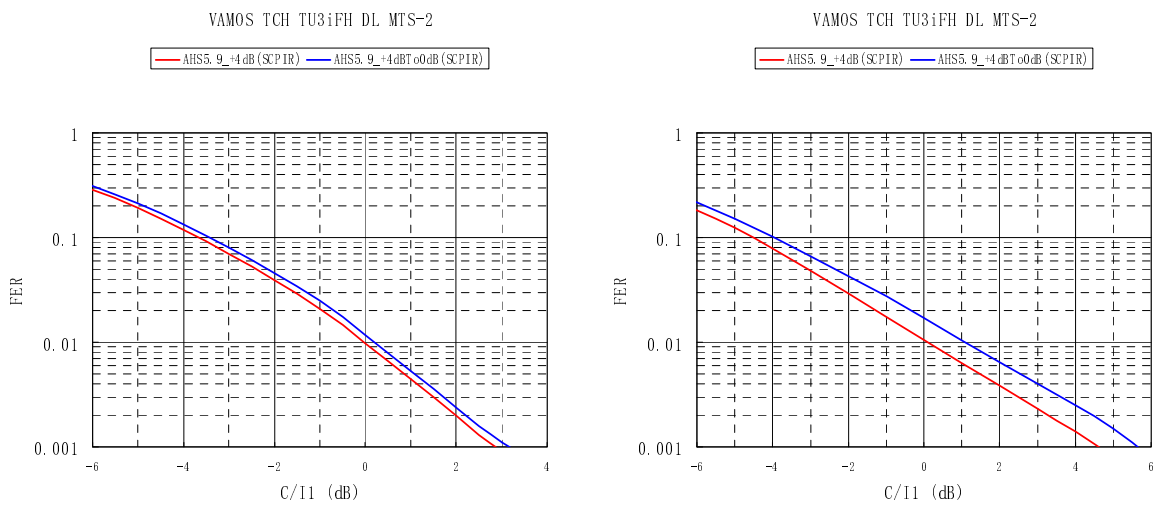 VAMOS TCH TU3iFH DL MTS-2
AHS5.9_+4dB(SCPIR) AHS5.9_+4dBTo0dB(SCPIR)
1
0.1
0.01
0.001
FER
-6 -4 -2 0 2 4
C/I1 (dB)
VAMOS TCH TU3iFH DL MTS-2
AHS5.9_+4dB(SCPIR) AHS5.9_+4dBTo0dB(SCPIR)
1
0.1
0.01
0.001
FER
-6 -4 -2 0 2 4 6
C/I1 (dB)